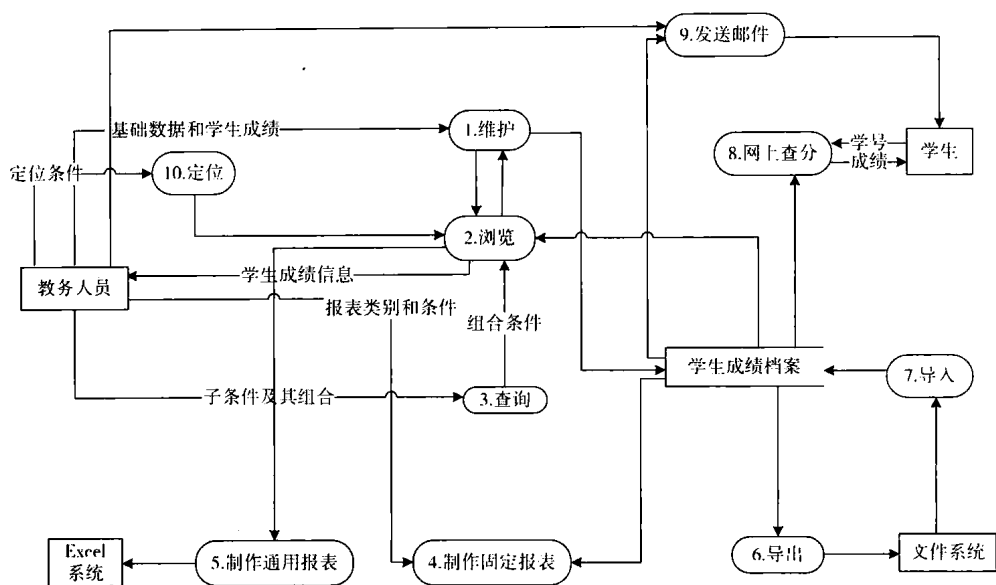 9.发送邮件
基础数据和学生成绩
1.维护
学号
成绩
学生
8.网上查分
定位条件
10.定位
2.浏览
学生成绩信息
教务人员
报表类别和条件
组合条件
学生成绩档案
7.导入
子条件及其组合
3.查询
Excel
系统
5.制作通用报表
4.制作固定报表
6.导出
文件系统